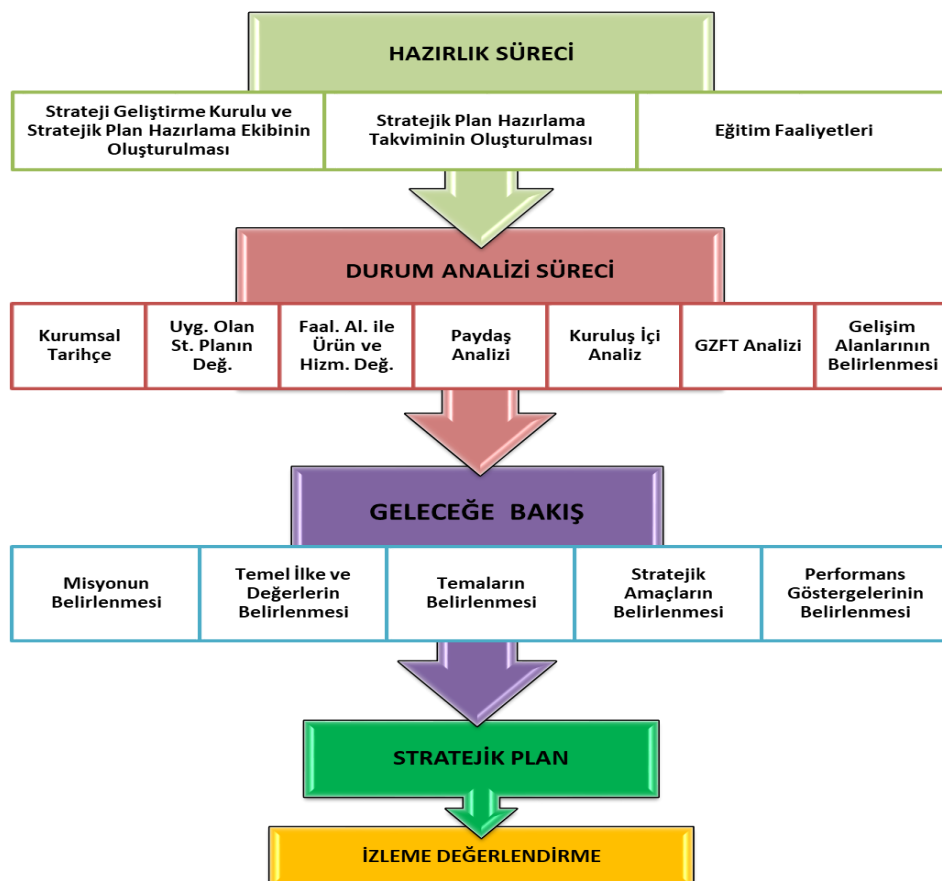 HAZIRLIK SÜRECİ
Strateji Geliştirme Kurulu ve
Stratejik Plan Hazırlama Ekibinin
Oluşturulması
Stratejik Plan Hazırlama
Takviminin Oluşturulması
Eğitim Faaliyetleri
DURUM ANALİZİ SÜRECİ
Kurumsal
Tarihçe
Uyg. Olan
St. Planın
Değ.
Faal. Al. ile
Ürün ve
Hizm. Değ.
Paydaş
Analizi
Kuruluş İçi
Analiz
GZFT Analizi
Gelişim
Alanlarının
Belirlenmesi
GELECEĞE BAKIŞ
Misyonun
Belirlenmesi
Temel İlke ve
Değerlerin
Belirlenmesi
Temaların
Belirlenmesi
Stratejik
Amaçların
Belirlenmesi
Performans
Göstergelerinin
Belirlenmesi
STRATEJİK PLAN
İZLEME DEĞERLENDİRME